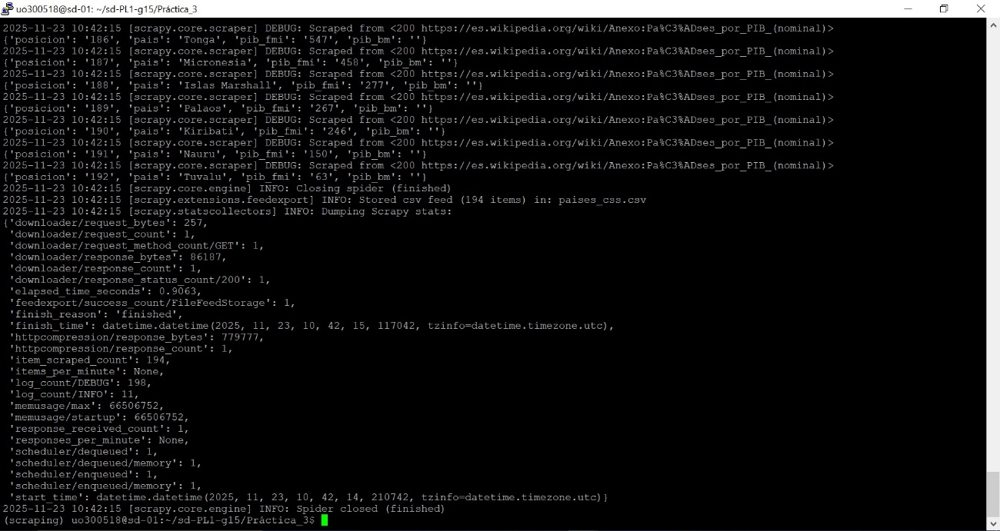 uo300518@sd-01: ~/sd-PL1-g15/Práctica_3
2025-11-23 10:42:15 [scrapy.core.scraper] DEBUG: Scraped from <200 https://es.wikipedia.org/wiki/Anexo:Pa%C3%ADses_por_PIB_(nominal)>
{'posicion': '186', 'pais': 'Tonga', 'pib_fmi': '547', 'pib_bm': ''}
2025-11-23 10:42:15 [scrapy.core.scraper] DEBUG: Scraped from <200 https://es.wikipedia.org/wiki/Anexo:Pa%C3%ADses_por_PIB_(nominal)>
{'posicion': '187', 'pais': 'Micronesia', 'pib_fmi': '458', 'pib_bm': ''}
2025-11-23 10:42:15 [scrapy.core.scraper] DEBUG: Scraped from <200 https://es.wikipedia.org/wiki/Anexo:Pa%C3%ADses_por_PIB_(nominal)>
{'posicion': '188', 'pais': 'Islas Marshall', 'pib_fmi': '277', 'pib_bm': ''}
2025-11-23 10:42:15 [scrapy.core.scraper] DEBUG: Scraped from <200 https://es.wikipedia.org/wiki/Anexo:Pa%C3%ADses_por_PIB_(nominal)>
{'posicion': '189', 'pais': 'Palaos', 'pib_fmi': '267', 'pib_bm': ''}
2025-11-23 10:42:15 [scrapy.core.scraper] DEBUG: Scraped from <200 https://es.wikipedia.org/wiki/Anexo:Pa%C3%ADses_por_PIB_(nominal)>
{'posicion': '190', 'pais': 'Kiribati', 'pib_fmi': '246', 'pib_bm': ''}
2025-11-23 10:42:15 [scrapy.core.scraper] DEBUG: Scraped from <200 https://es.wikipedia.org/wiki/Anexo:Pa%C3%ADses_por_PIB_(nominal)>
{'posicion': '191', 'pais': 'Nauru', 'pib_fmi': '150', 'pib_bm': ''}
2025-11-23 10:42:15 [scrapy.core.scraper] DEBUG: Scraped from <200 https://es.wikipedia.org/wiki/Anexo:Pa%C3%ADses_por_PIB_(nominal)>
{'posicion': '192', 'pais': 'Tuvalu', 'pib_fmi': '63', 'pib_bm': ''}
2025-11-23 10:42:15 [scrapy.core.engine] INFO: Closing spider (finished)
2025-11-23 10:42:15 [scrapy.extensions.feedexport] INFO: Stored csv feed (194 items) in: paises_css.csv
2025-11-23 10:42:15 [scrapy.statscollectors] INFO: Dumping Scrapy stats:
{'downloader/request_bytes': 257,
'downloader/request_count': 1,
'downloader/request_method_count/GET': 1,
'downloader/response_bytes': 86187,
'downloader/response_count': 1,
'downloader/response_status_count/200': 1,
'elapsed_time_seconds': 0.9063,
'feedexport/success_count/FileFeedStorage': 1,
'finish_reason': 'finished',
'finish_time': datetime.datetime(2025, 11, 23, 10, 42, 15, 117042, tzinfo=datetime.timezone.utc),
'httpcompression/response_bytes': 779777,
'httpcompression/response_count': 1,
'item_scraped_count': 194,
'items_per_minute': None,
'log_count/DEBUG': 198,
'log_count/INFO': 11,
'memusage/max': 66506752,
'memusage/startup': 66506752,
'response_received_count': 1,
'responses_per_minute': None,
'scheduler/dequeued': 1,
'scheduler/dequeued/memory': 1,
'scheduler/enqueued': 1,
'scheduler/enqueued/memory': 1,
'start_time': datetime.datetime(2025, 11, 23, 10, 42, 14, 210742, tzinfo=datetime.timezone.utc)}
2025-11-23 10:42:15 [scrapy.core.engine] INFO: Spider closed (finished)
(scraping) uo300518@sd-01:~/sd-PL1-g15/Práctica_3$